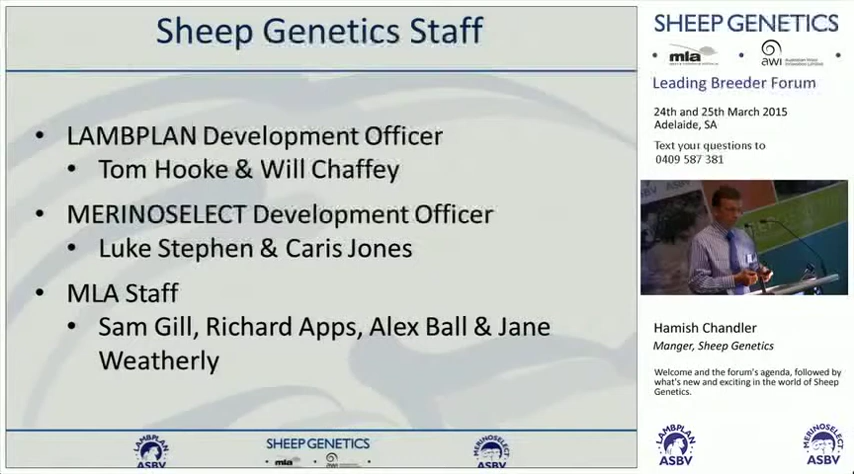 Sheep Genetics Staff
• LAMBPLAN Development Officer
• Tom Hooke & Will Chaffey
• MERINOSELECT Development Officer
• Luke Stephen & Caris Jones
• MLA Staff
• Sam Gill, Richard Apps, Alex Ball & Jane
Weatherly
LAMBPLAN
ASBV
SHEEP GENETICS
mla
MERINOSELECT
ASBV
SHEEP GENETICS
mla
awi
Leading Breeder Forum
24th and 25th March 2015
Adelaide, SA
Text your questions to
0409 587 381
ASBV
Hamish Chandler
Manger, Sheep Genetics
Welcome and the forum's agenda, followed by
what's new and exciting in the world of Sheep
Genetics.
LAMBPLAN
ASBV
MERINOSELECT
ASBV